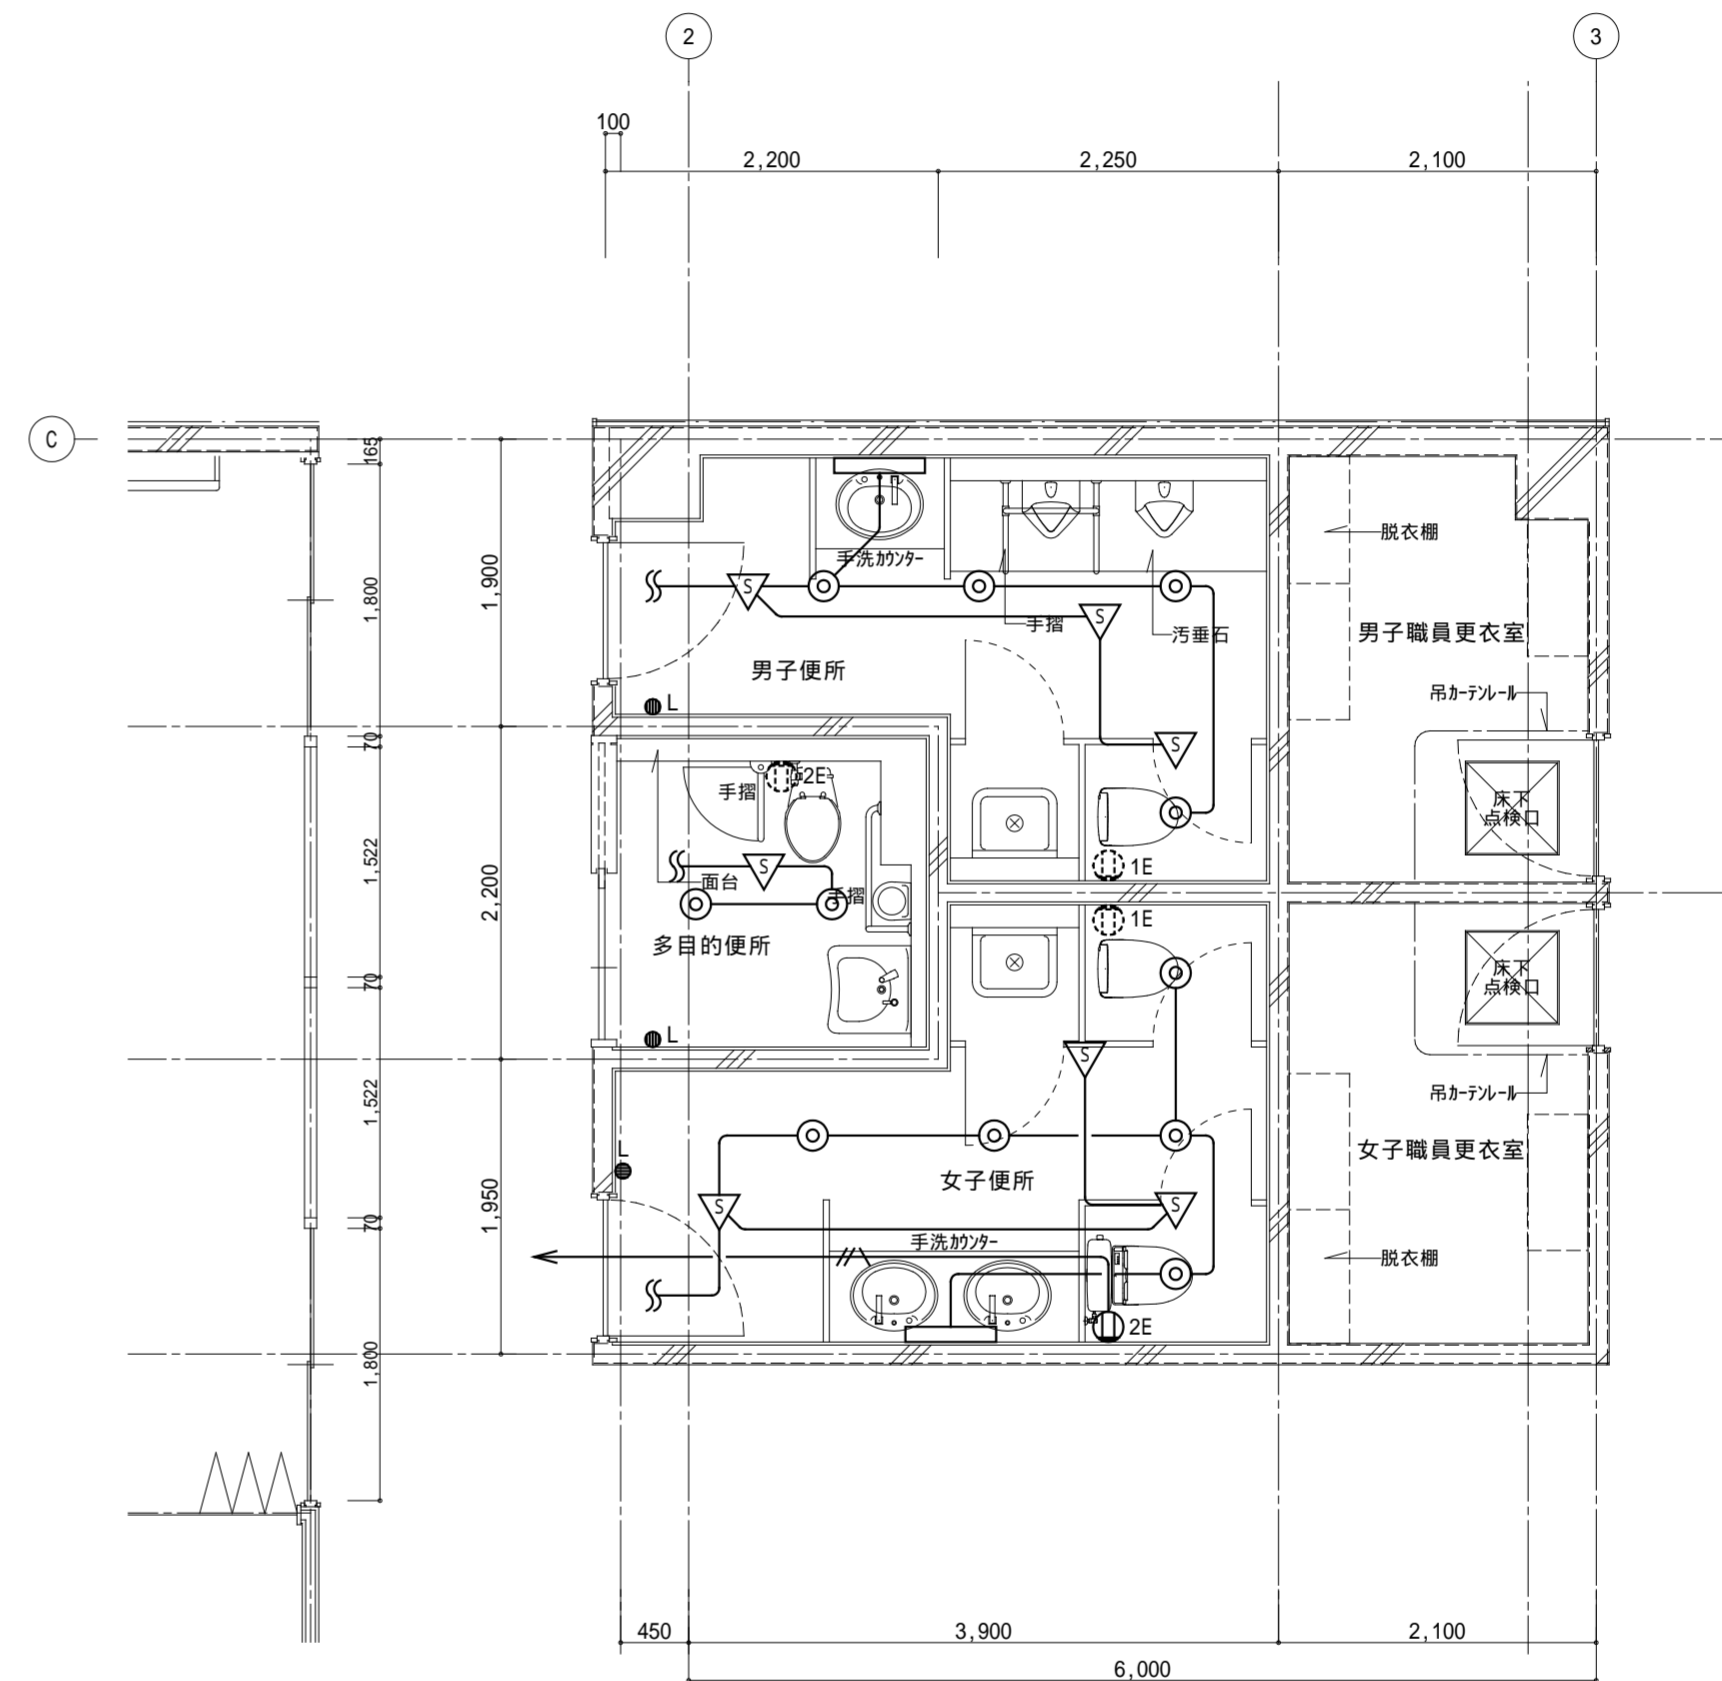 2
3
100
2,200
2,250
2,100
C
165
1,800
1,900
脱衣棚
手洗カウンター
S
S
手摺
汚垂石
男子職員更衣室
男子便所
吊カーテンレール
L
S
70
2E
手摺
床下
点検口
1,522
2,200
S
面台
手摺
1E
1E
多目的便所
床下
点検口
70
L
S
1,522
吊カーテンレール
L
女子職員更衣室
女子便所
1,950
S
S
70
手洗カウンター
脱衣棚
2E
1,800
450
3,900
2,100
6,000